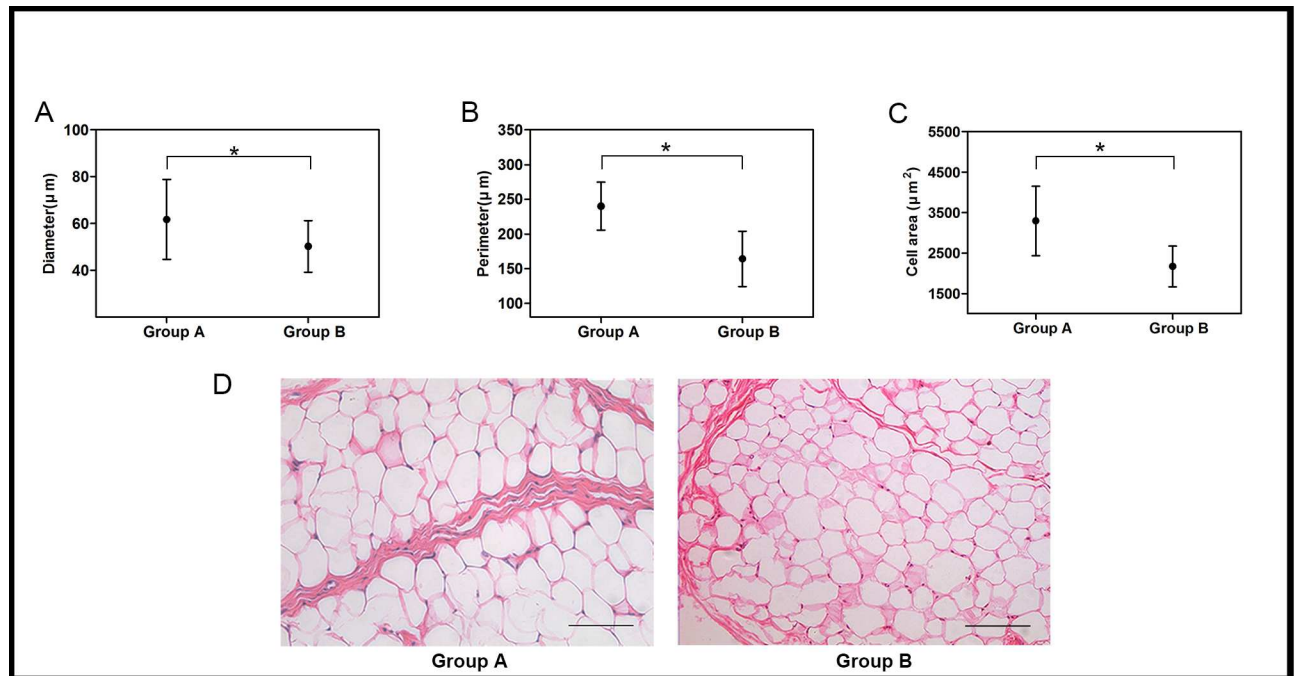 A
100
80
60
40
Diameter(μ m)
*
Group A
Group B
B
350
300
250
200
150
100
Perimeter(μ m)
*
Group A
Group B
C
5500
4500
3500
2500
1500
Cell area (μm²)
*
Group A
Group B
D
Group A
Group B